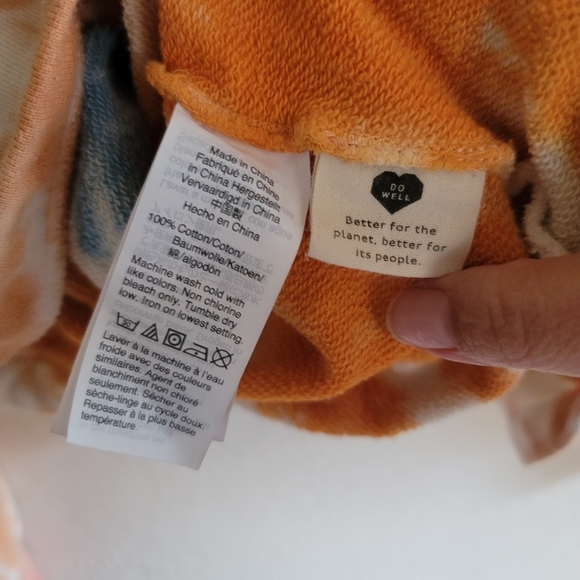 Made in China
Fabriqué en Chine
in China Hergestellt
Vervaardigd in China
中国製
Hecho en China
100% Cotton/Coton/
Baumwolle/Katoen/
綿/algodón
Machine wash cold with
like colors. Non chlorine
bleach only. Tumble dry
low. Iron on lowest setting.
Laver à la machine à l'eau
froide avec des couleurs
similaires. Agent de
blanchiment non chloré
seulement. Sécher au
sèche-linge au cycle doux.
Repasser à la plus basse
température.
DO
WELL
Better for the
planet, better for
its people.